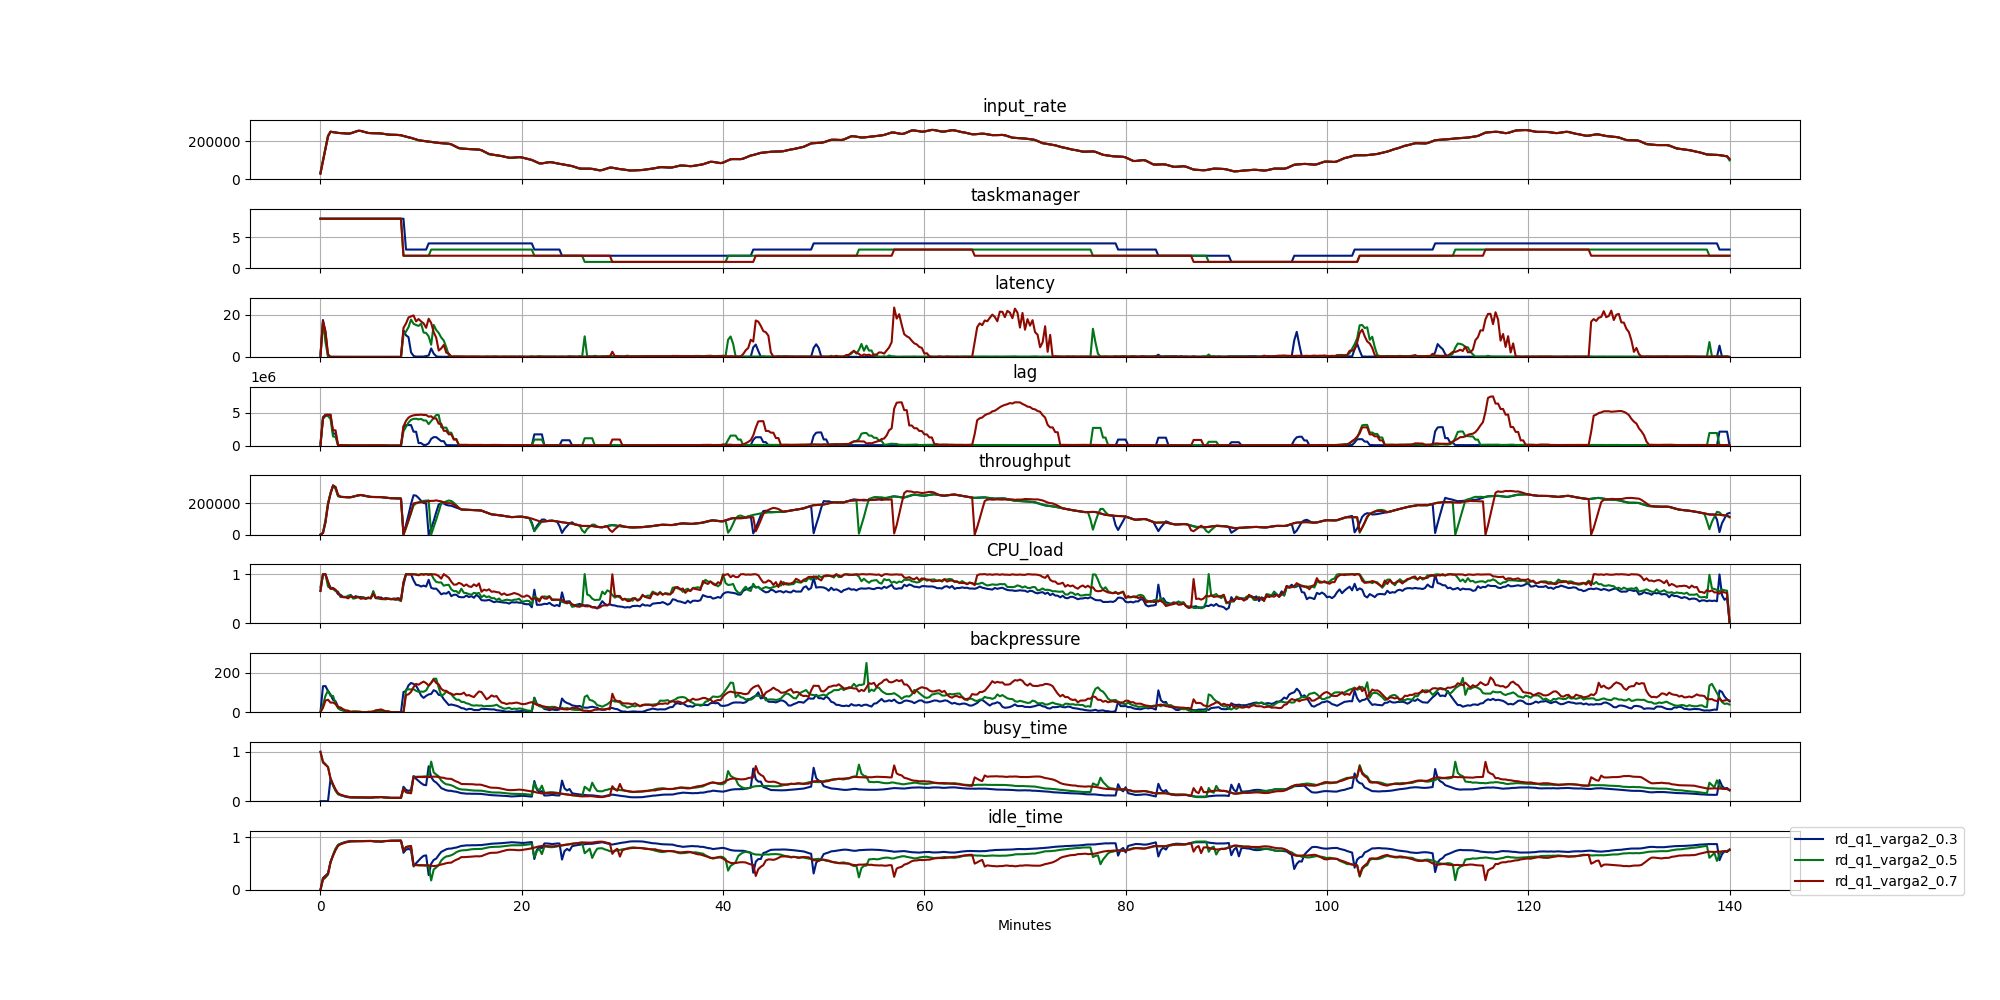 input_rate
200000
0
taskmanager
5
0
latency
20
0
1e6
lag
5
0
throughput
200000
0
CPU_load
1
0
backpressure
200
0
busy_time
1
0
idle_time
1
0
0 20 40 60 80 100 120 140
Minutes
rd_q1_varga2_0.3
rd_q1_varga2_0.5
rd_q1_varga2_0.7